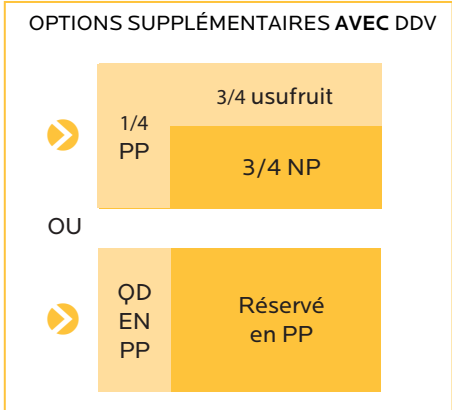 OPTIONS SUPPLÉMENTAIRES AVEC DDV
1/4
PP
3/4 usufruit
3/4 NP
OU
QD
EN
PP
Réservé
en PP